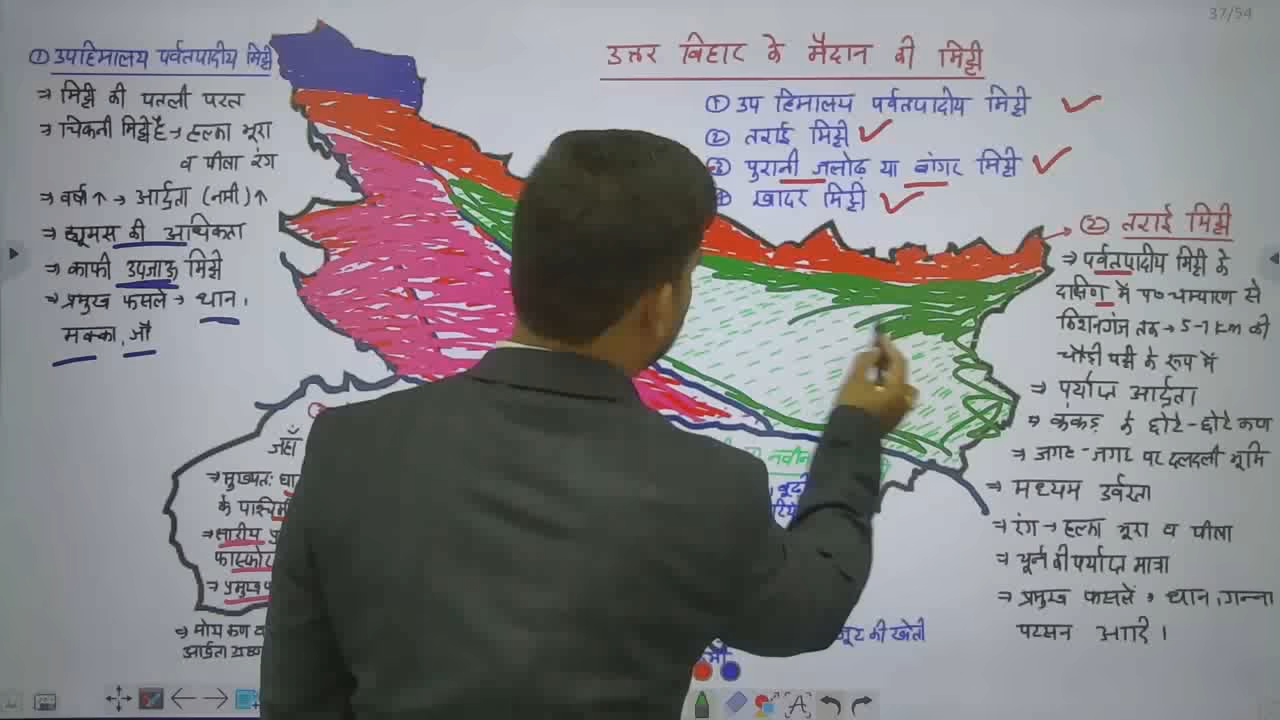 37/54
① उपहिमालय पर्वतपादीय मिट्टी
→ मिट्टी की पतली परत
→ चिकनी मिट्टी है → हल्का भूरा
व पीला रंग
→ वर्षा ↑ → आर्द्रता (नमी) ↑
→ ह्यूमस की अधिकता
→ काफी उपजाऊ मिट्टी
→ प्रमुख फसलें → धान,
मक्का, जौ
उत्तर बिहार के मैदान की मिट्टी
① उप हिमालय पर्वतपादीय मिट्टी
② तराई मिट्टी
③ पुरानी जलोढ़ या बांगर मिट्टी
④ खादर मिट्टी
② तराई मिट्टी
→ पर्वतपादीय मिट्टी के
दक्षिण में प० चम्पारण से
किशनगंज तक → 5-7 km की
चौड़ी पट्टी के रूप में
→ पर्याप्त आर्द्रता
→ कंकड़ के छोटे-छोटे कण
→ जगह-जगह पर दलदली भूमि
→ मध्यम उर्वरता
→ रंग → हल्का भूरा व पीला
→ चूने की पर्याप्त मात्रा
→ प्रमुख फसलें → धान, गन्ना
पटसन आदि।
जहाँ
→ मुख्यतः
के पश्चिमी
→ क्षारीय
→ प्रमुख
→ मोटा कण व
नवीन
जूट की खेती